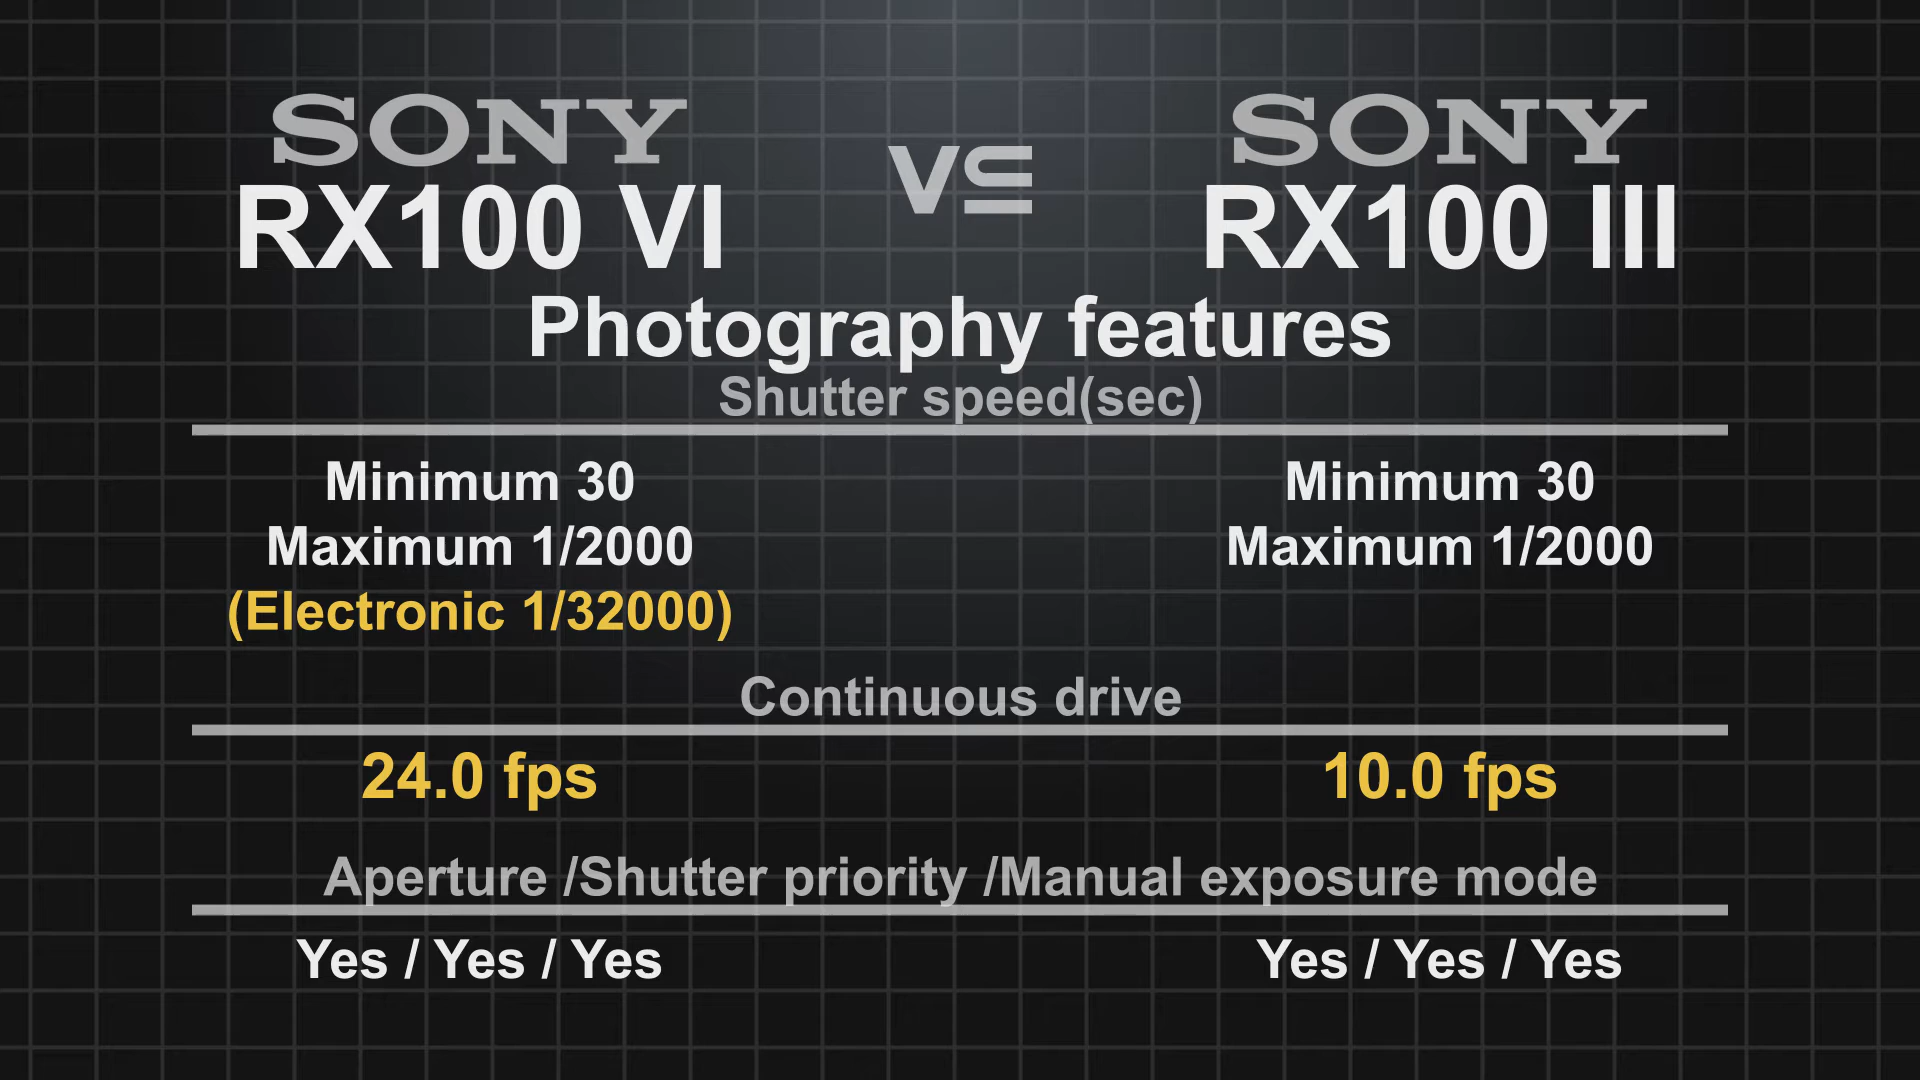 SONY VS SONY
RX100 VI RX100 III
Photography features
Shutter speed(sec)
Minimum 30 Minimum 30
Maximum 1/2000 Maximum 1/2000
(Electronic 1/32000)
Continuous drive
24.0 fps 10.0 fps
Aperture /Shutter priority /Manual exposure mode
Yes / Yes / Yes Yes / Yes / Yes